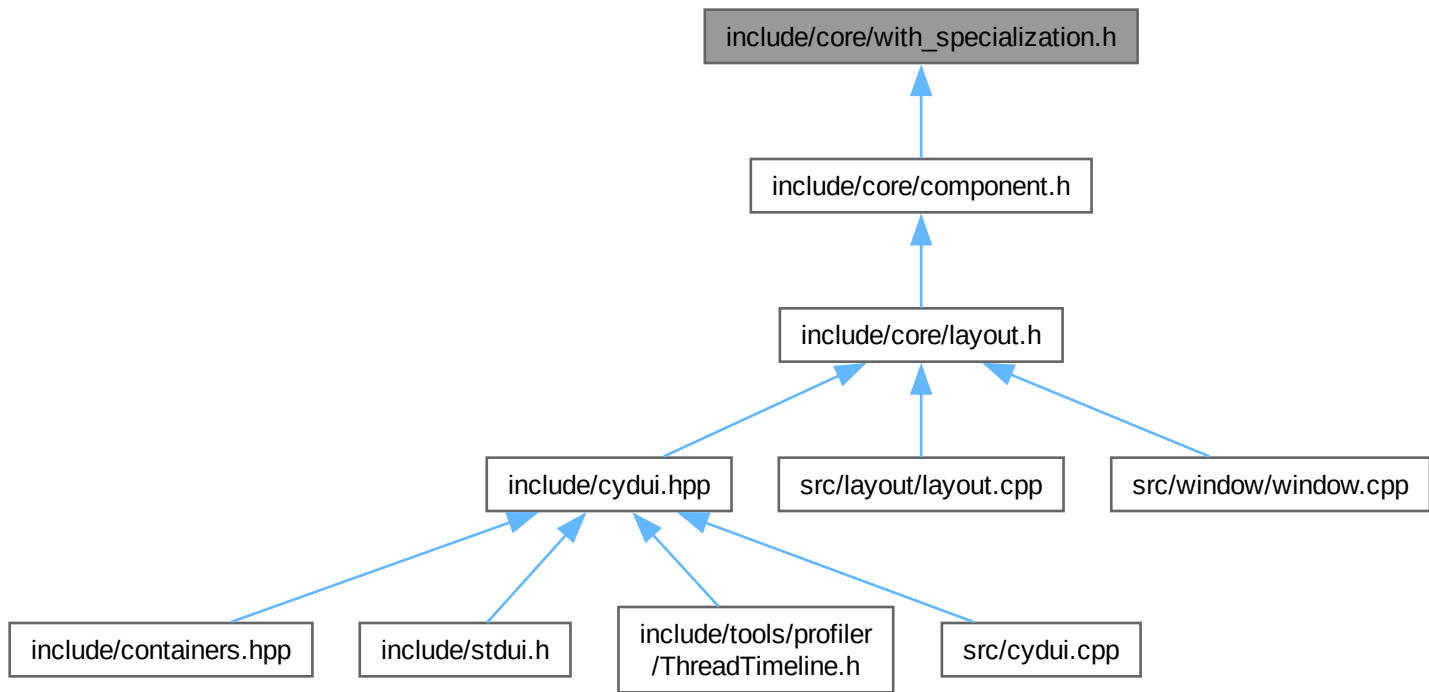 include/core/with_specialization.h
include/core/component.h
include/core/layout.h
include/cydui.hpp
src/layout/layout.cpp
src/window/window.cpp
include/containers.hpp
include/stdui.h
include/tools/profiler
/ThreadTimeline.h
src/cydui.cpp